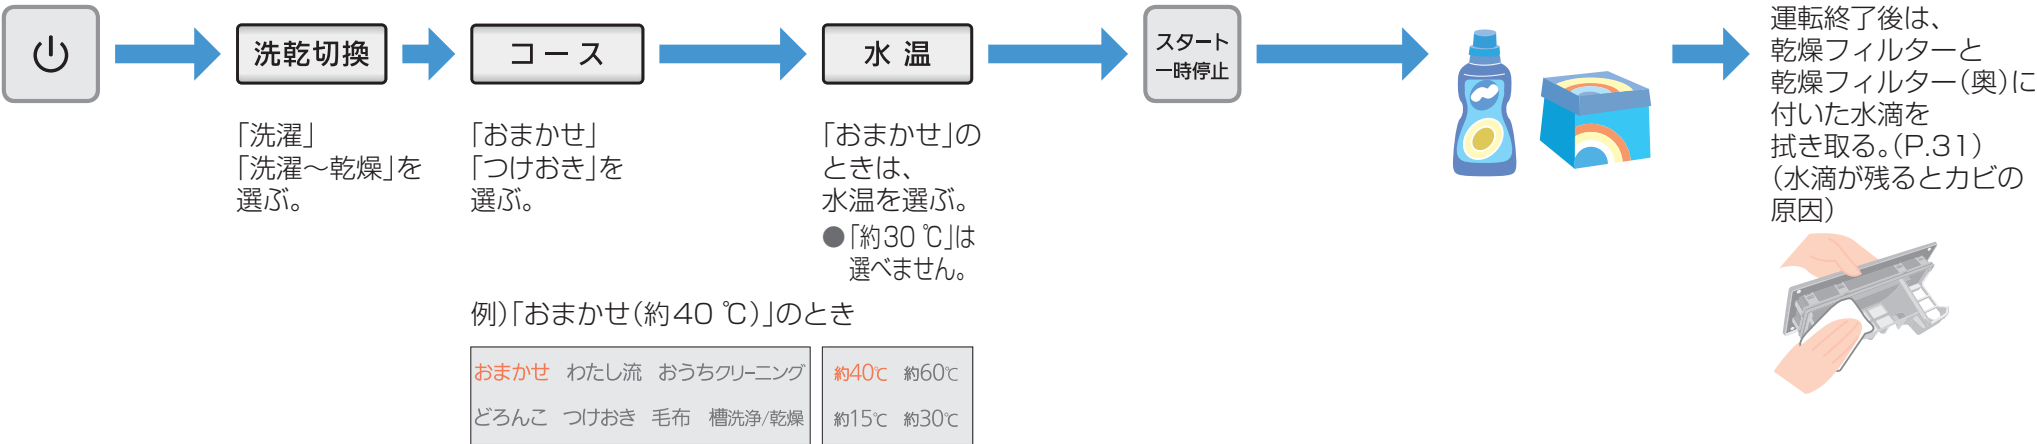 洗乾切換
「洗濯」
「洗濯～乾燥」を
選ぶ。
コース
「おまかせ」
「つけおき」を
選ぶ。
水温
「おまかせ」の
ときは、
水温を選ぶ。
●「約30 ℃」は
選べません。
例)「おまかせ(約40 ℃)」のとき
おまかせ わたし流 おうちクリーニング
どろんこ つけおき 毛布 槽洗浄/乾燥
約40℃ 約60℃
約15℃ 約30℃
スタート
一時停止
運転終了後は、
乾燥フィルターと
乾燥フィルター(奥)に
付いた水滴を
拭き取る。(P.31)
(水滴が残るとカビの
原因)